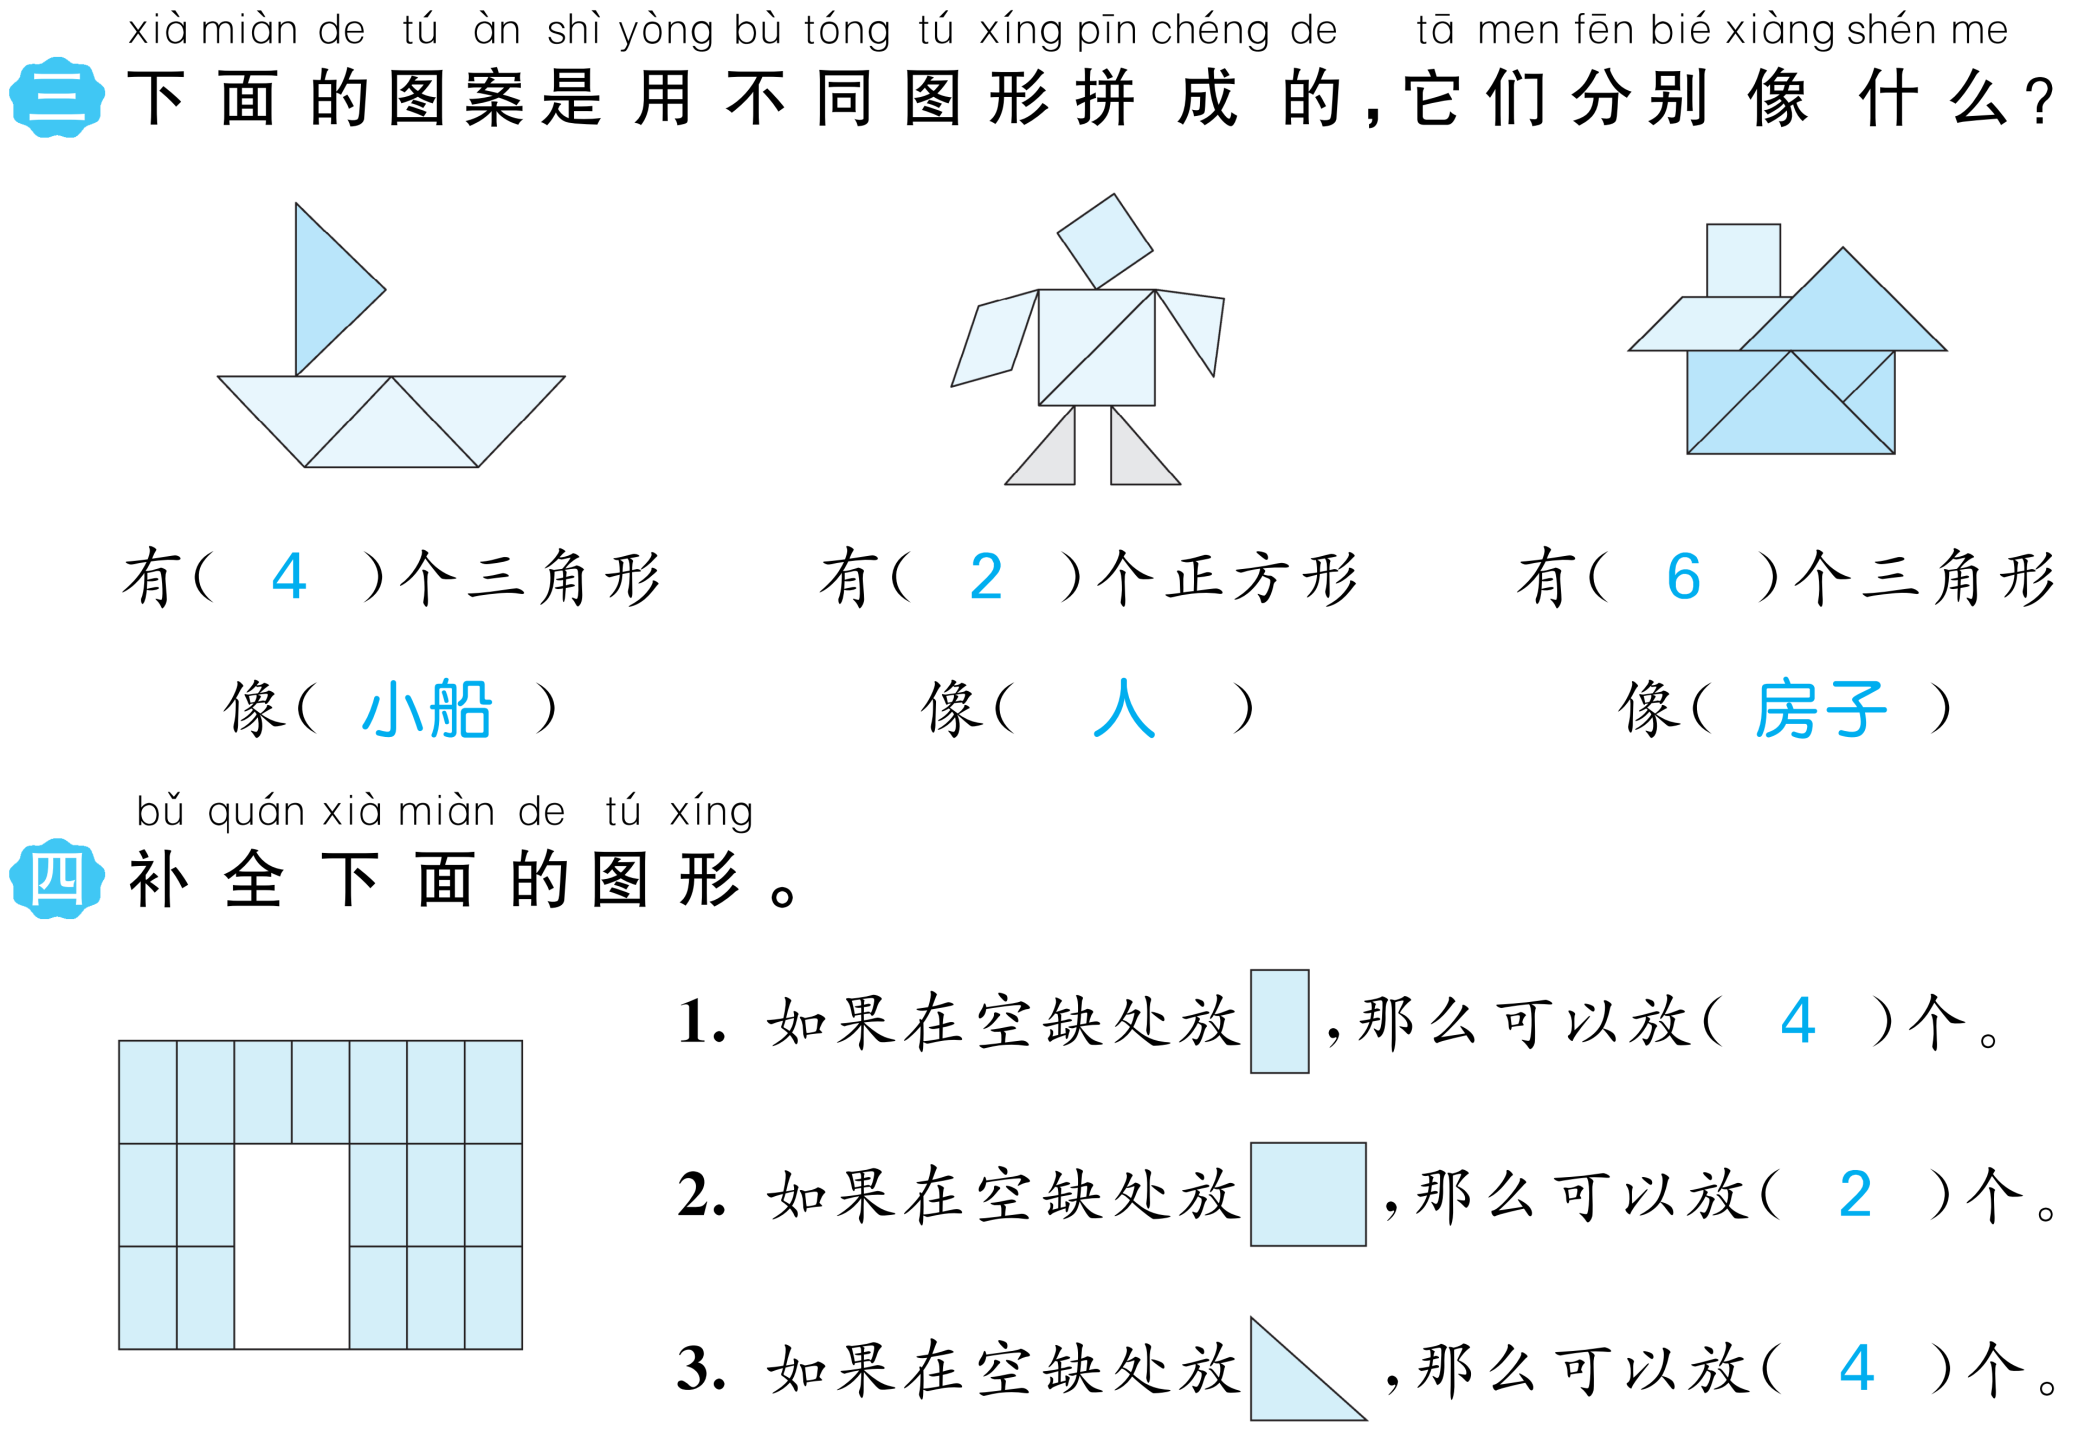 xià miàn de tú àn shì yòng bù tóng tú xíng pīn chéng de tā men fēn bié xiàng shén me
三 下面的图案是用不同图形拼成的,它们分别像什么?
有( 4 )个三角形 有( 2 )个正方形 有( 6 )个三角形
像( 小船 ) 像( 人 ) 像( 房子 )
bǔ quán xià miàn de tú xíng
四 补全下面的图形。
1. 如果在空缺处放,那么可以放( 4 )个。
2. 如果在空缺处放,那么可以放( 2 )个。
3. 如果在空缺处放,那么可以放( 4 )个。